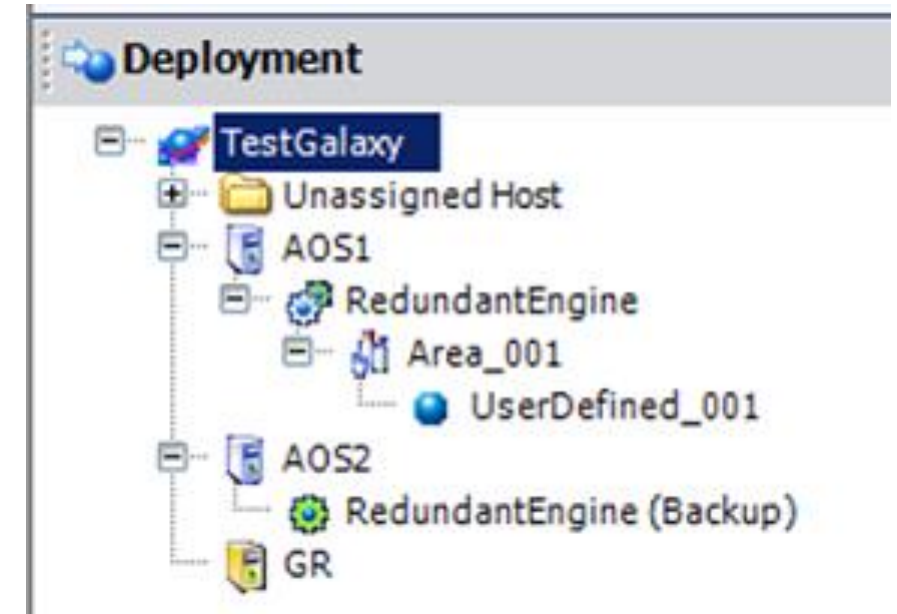 Deployment
TestGalaxy
Unassigned Host
AOS1
RedundantEngine
Area_001
UserDefined_001
AOS2
RedundantEngine (Backup)
GR